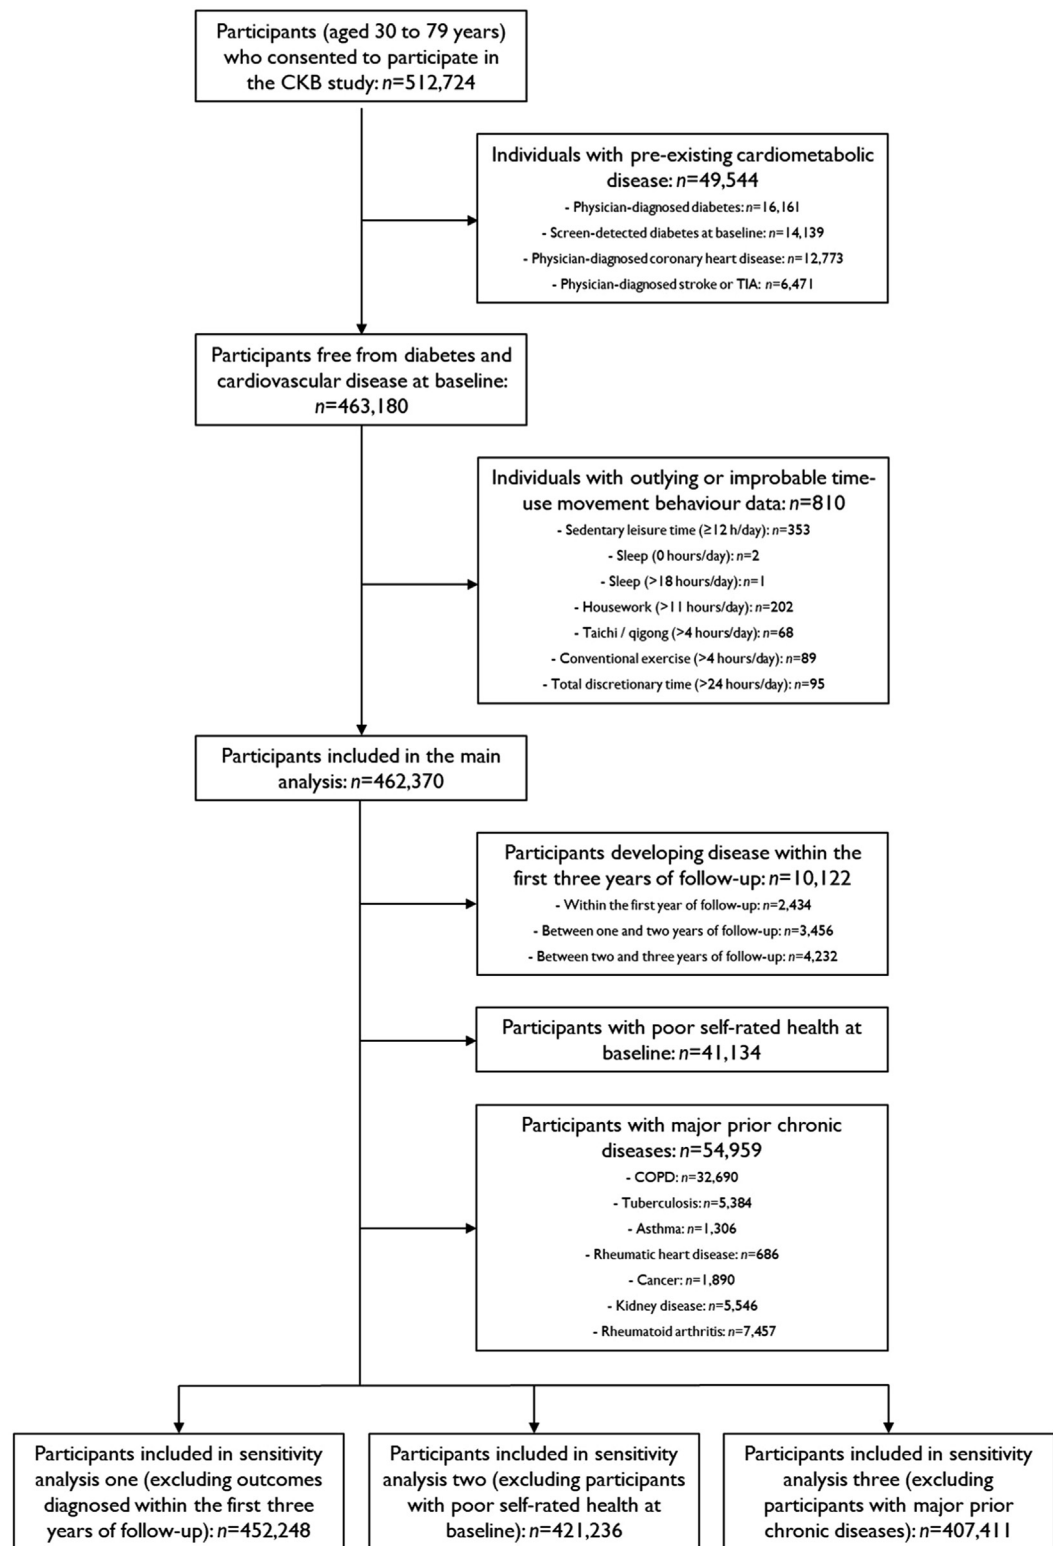 Participants (aged 30 to 79 years)
who consented to participate in
the CKB study: n=512,724
Individuals with pre-existing cardiometabolic
disease: n=49,544
- Physician-diagnosed diabetes: n=16,161
- Screen-detected diabetes at baseline: n=14,139
- Physician-diagnosed coronary heart disease: n=12,773
- Physician-diagnosed stroke or TIA: n=6,471
Participants free from diabetes and
cardiovascular disease at baseline:
n=463,180
Individuals with outlying or improbable time-
use movement behaviour data: n=810
- Sedentary leisure time (≥12 h/day): n=353
- Sleep (0 hours/day): n=2
- Sleep (>18 hours/day): n=1
- Housework (>11 hours/day): n=202
- Taichi / qigong (>4 hours/day): n=68
- Conventional exercise (>4 hours/day): n=89
- Total discretionary time (>24 hours/day): n=95
Participants included in the main
analysis: n=462,370
Participants developing disease within the
first three years of follow-up: n=10,122
- Within the first year of follow-up: n=2,434
- Between one and two years of follow-up: n=3,456
- Between two and three years of follow-up: n=4,232
Participants with poor self-rated health at
baseline: n=41,134
Participants with major prior chronic
diseases: n=54,959
- COPD: n=32,690
- Tuberculosis: n=5,384
- Asthma: n=1,306
- Rheumatic heart disease: n=686
- Cancer: n=1,890
- Kidney disease: n=5,546
- Rheumatoid arthritis: n=7,457
Participants included in sensitivity
analysis one (excluding outcomes
diagnosed within the first three
years of follow-up): n=452,248
Participants included in sensitivity
analysis two (excluding participants
with poor self-rated health at
baseline): n=421,236
Participants included in sensitivity
analysis three (excluding
participants with major prior
chronic diseases): n=407,411